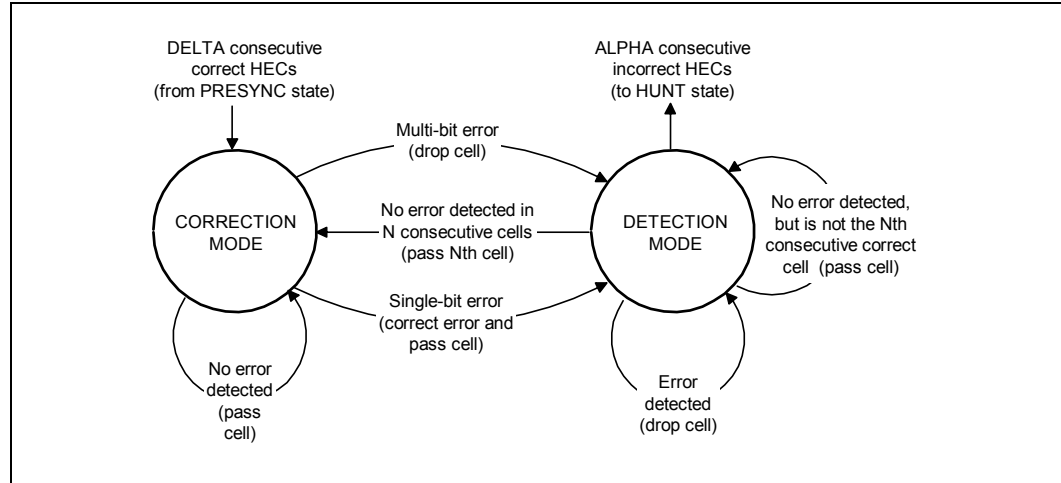 DELTA consecutive
correct HECs
(from PRESYNC state)
ALPHA consecutive
incorrect HECs
(to HUNT state)
Multi-bit error
(drop cell)
CORRECTION
MODE
No error detected in
N consecutive cells
(pass Nth cell)
DETECTION
MODE
No error detected,
but is not the Nth
consecutive correct
cell (pass cell)
Single-bit error
(correct error and
pass cell)
No error
detected
(pass
cell)
Error
detected
(drop cell)